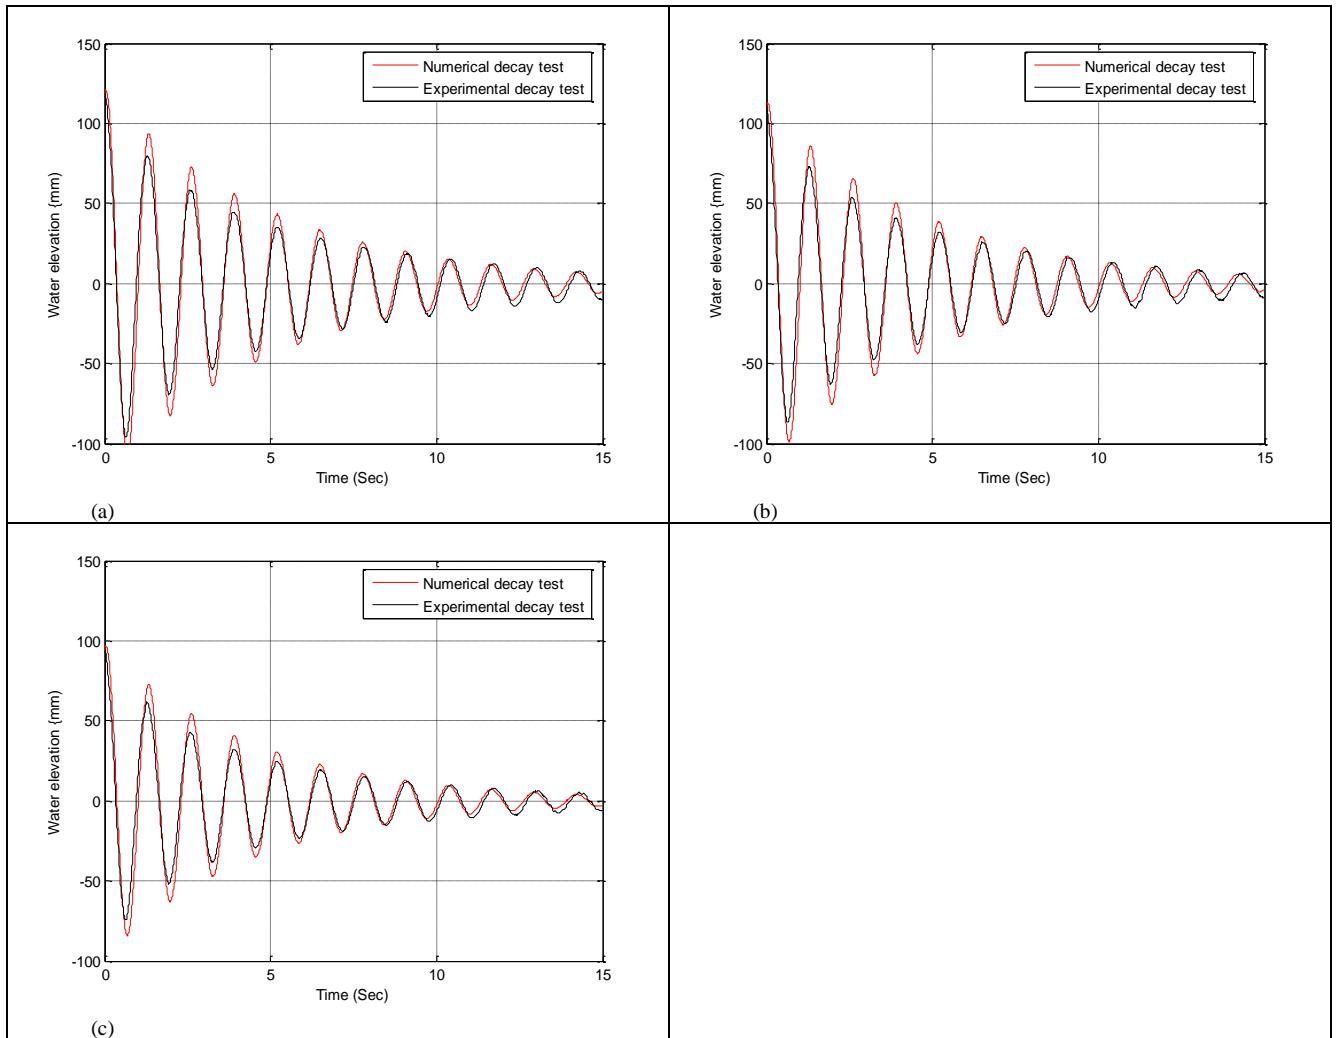 150
100
50
0
-50
-100
0
5
10
15
Water elevation {mm)
Time (Sec)
Numerical decay test
Experimental decay test
(a)
150
100
50
0
-50
-100
0
5
10
15
Water elevation {mm)
Time (Sec)
Numerical decay test
Experimental decay test
(b)
150
100
50
0
-50
-100
0
5
10
15
Water elevation {mm)
Time (Sec)
Numerical decay test
Experimental decay test
(c)